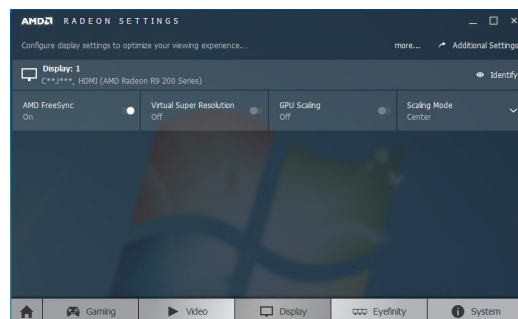 AMD RADEON SETTINGS
Configure display settings to optimize your viewing experience....
more...
Additional Settings
Display: 1
C**J***, HDMI (AMD Radeon R9 200 Series)
Identify
AMD FreeSync
On
Virtual Super Resolution
Off
GPU Scaling
Off
Scaling Mode
Center
Gaming
Video
Display
Eyefinity
System